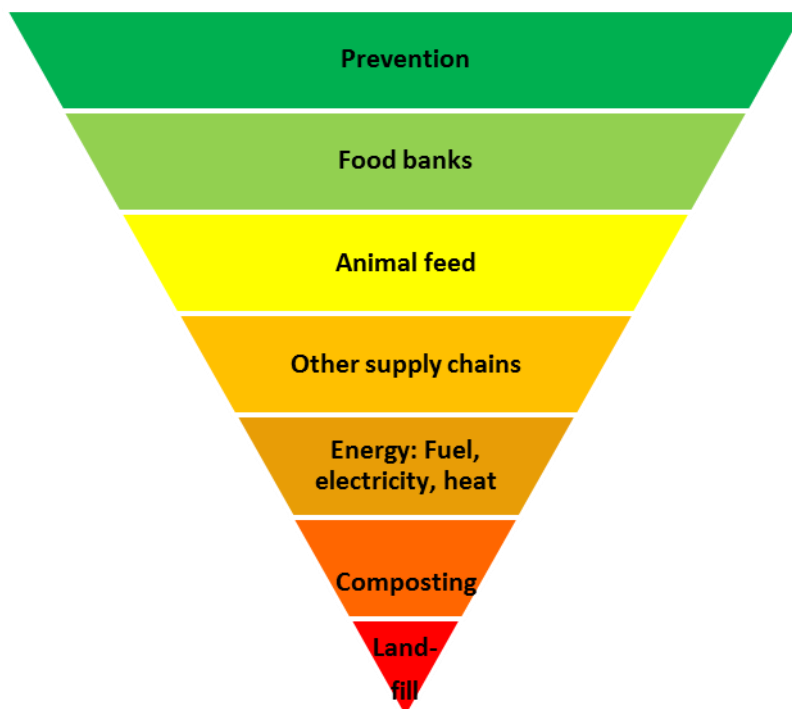 Prevention
Food banks
Animal feed
Other supply chains
Energy: Fuel,
electricity, heat
Composting
Land-
fill